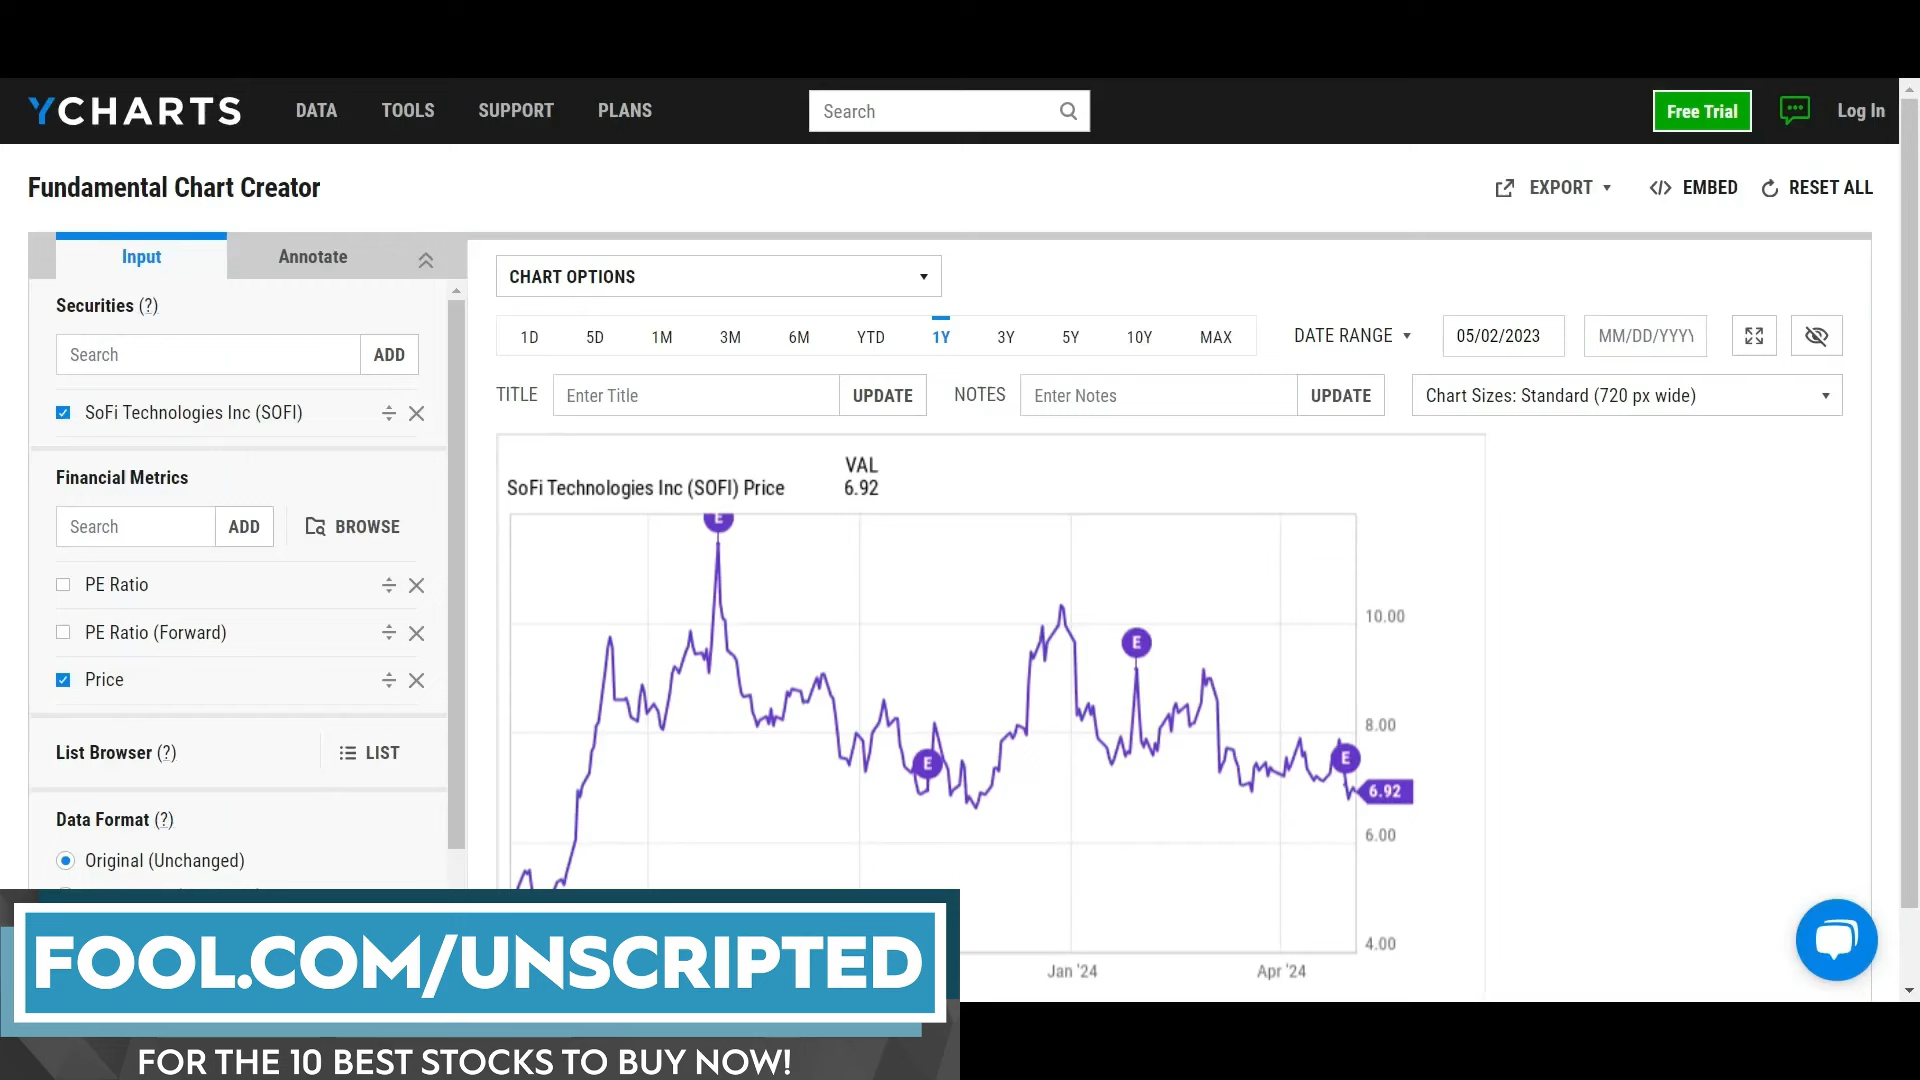 YCHARTS DATA TOOLS SUPPORT PLANS Search Free Trial Log In
Fundamental Chart Creator EXPORT EMBED RESET ALL
Input Annotate
Securities (?)
Search ADD
SoFi Technologies Inc (SOFI)
Financial Metrics
Search ADD BROWSE
PE Ratio
PE Ratio (Forward)
Price
List Browser (?) LIST
Data Format (?)
Original (Unchanged)
CHART OPTIONS
1D 5D 1M 3M 6M YTD 1Y 3Y 5Y 10Y MAX DATE RANGE 05/02/2023 MM/DD/YYYY
TITLE Enter Title UPDATE NOTES Enter Notes UPDATE Chart Sizes: Standard (720 px wide)
VAL
SoFi Technologies Inc (SOFI) Price 6.92
E
10.00
E
8.00
E
E
6.92
6.00
4.00
Jan '24 Apr '24
FOOL.COM/UNSCRIPTED
FOR THE 10 BEST STOCKS TO BUY NOW!